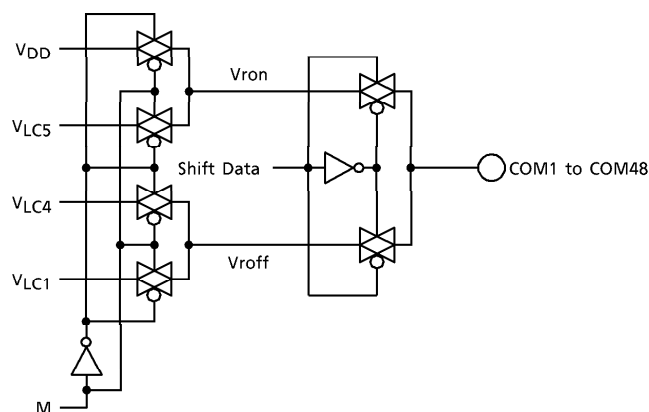 VDD
Vron
VLC5
Shift Data
COM1 to COM48
VLC4
Vroff
VLC1
M